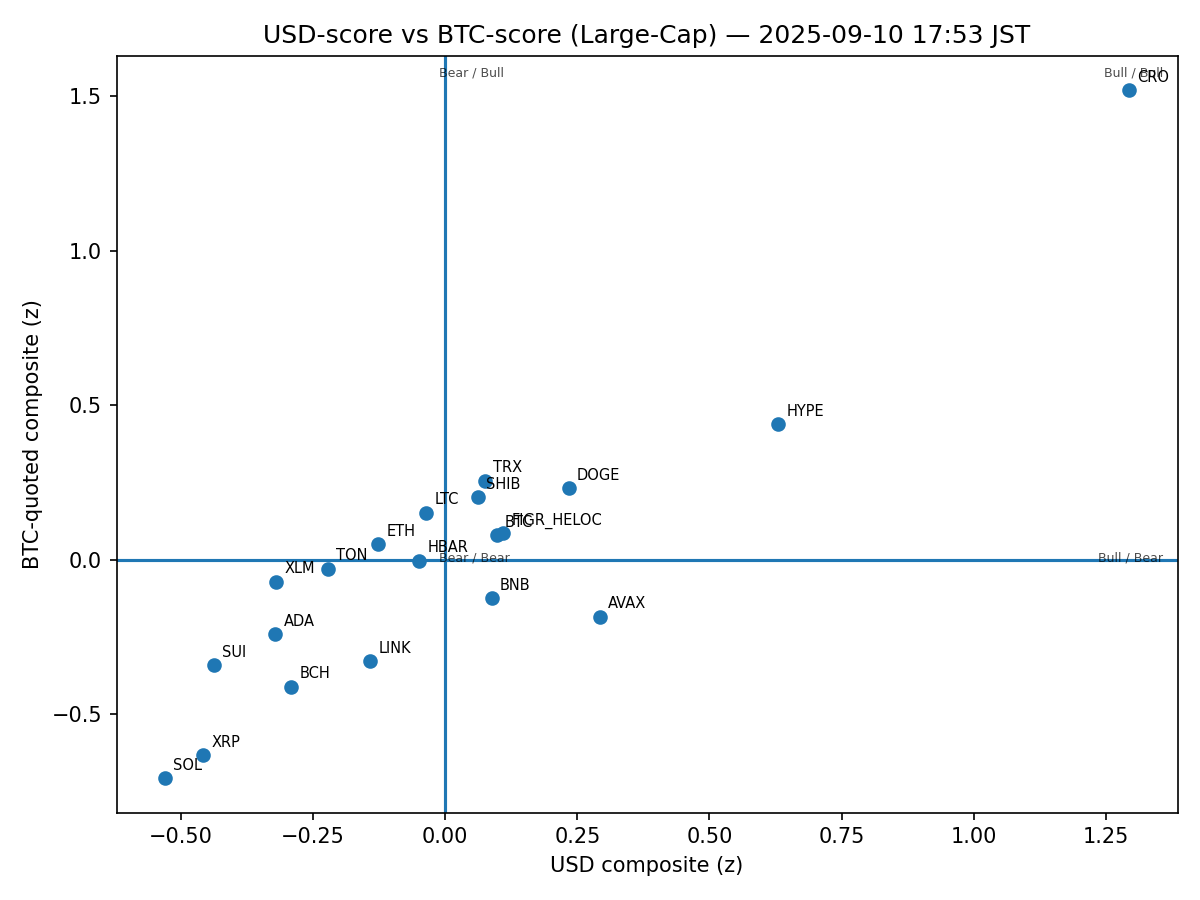 USD-score vs BTC-score (Large-Cap) — 2025-09-10 17:53 JST
Bear / Bull
Bull / Bull
CRO
1.5
1.0
0.5
0.0
−0.5
BTC-quoted composite (z)
HYPE
TRX
DOGE
SHIB
LTC
BTC
FIGR_HELOC
ETH
HBAR
TON
Bear / Bear
Bull / Bear
XLM
BNB
AVAX
ADA
LINK
SUI
BCH
XRP
SOL
−0.50
−0.25
0.00
0.25
0.50
0.75
1.00
1.25
USD composite (z)